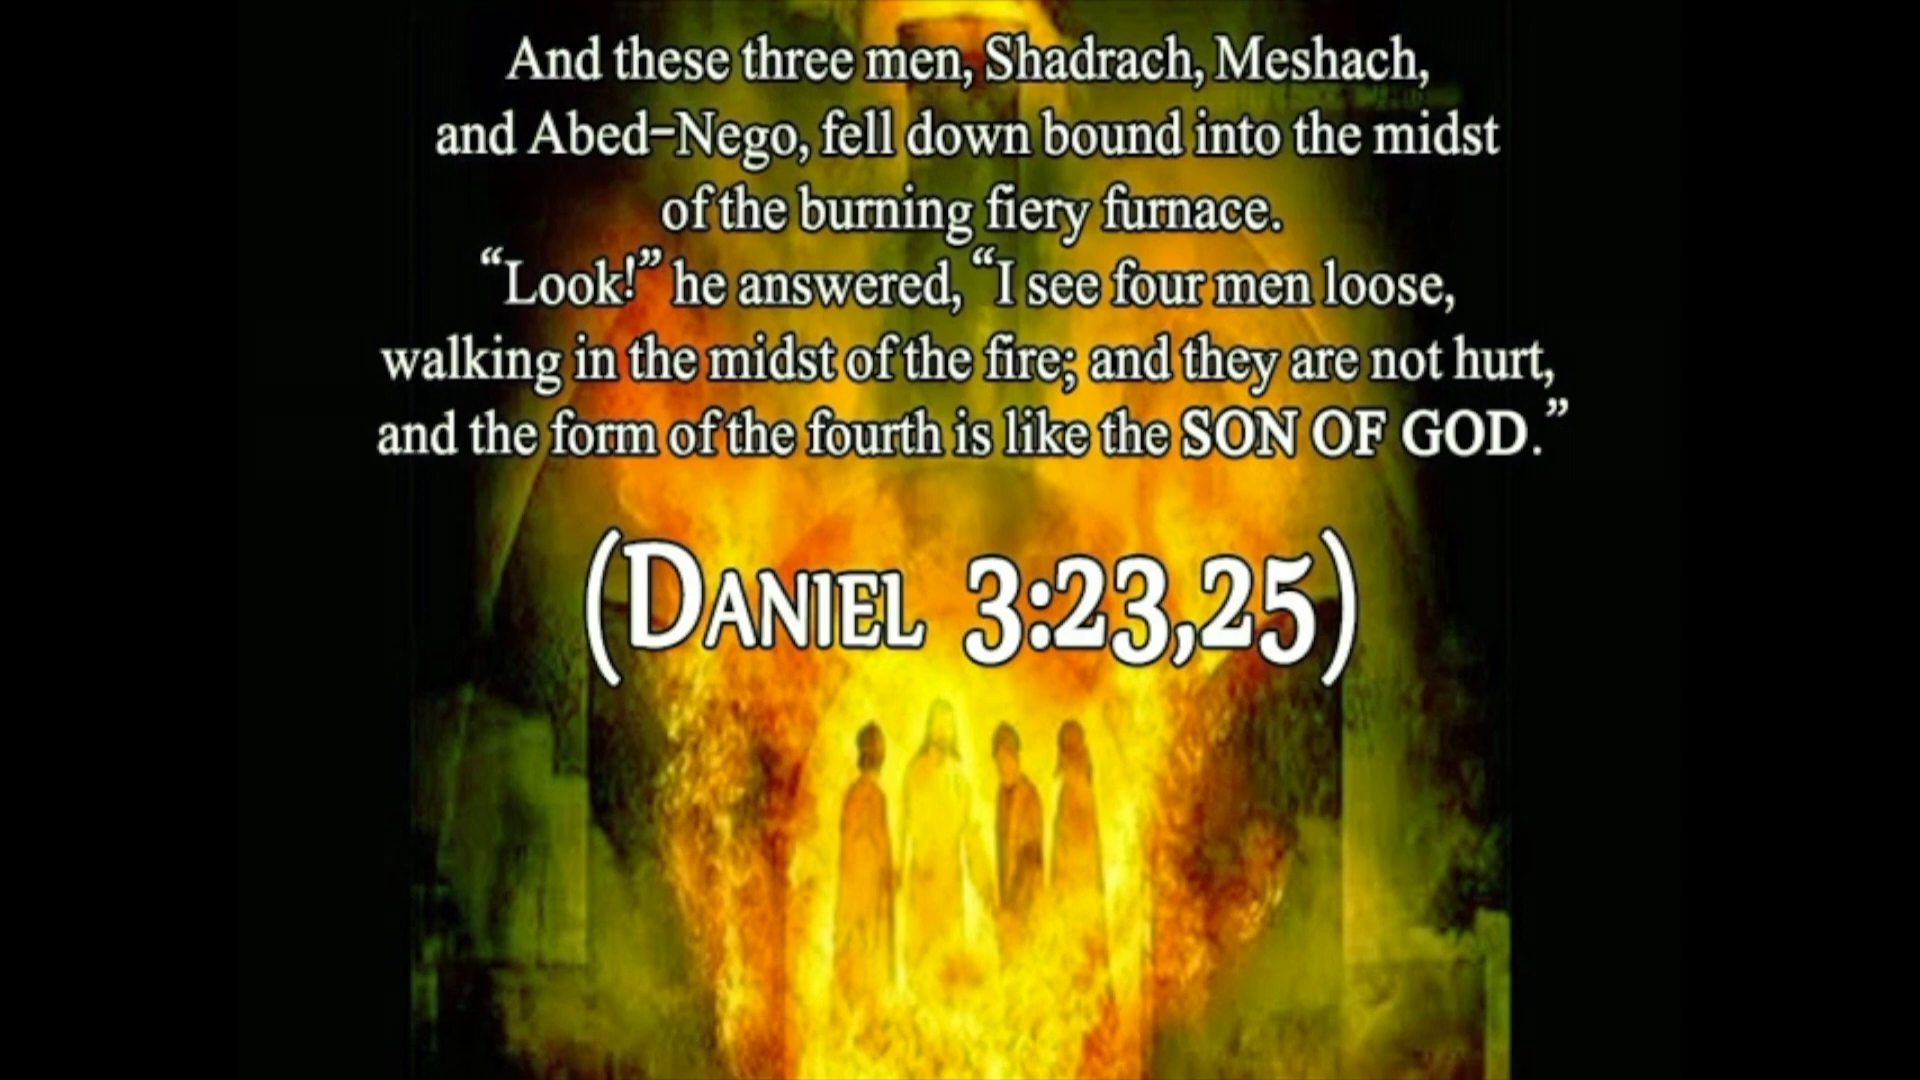 And these three men, Shadrach, Meshach,
and Abed-Nego, fell down bound into the midst
of the burning fiery furnace.
“Look!” he answered, “I see four men loose,
walking in the midst of the fire; and they are not hurt,
and the form of the fourth is like the SON OF GOD.”
(DANIEL 3:23,25)